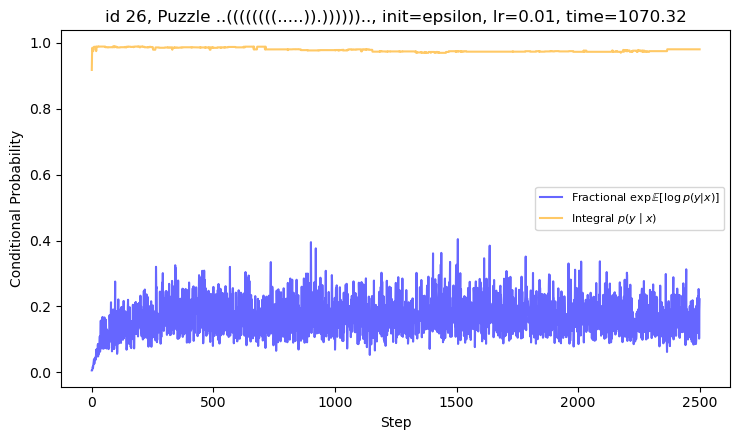 id 26, Puzzle ..((((((((.....)).)))))).., init=epsilon, lr=0.01, time=1070.32
1.0
0.8
0.6
0.4
0.2
0.0
Conditional Probability
Fractional exp𝔼[log p(y|x)]
Integral p(y | x)
0
500
1000
1500
2000
2500
Step